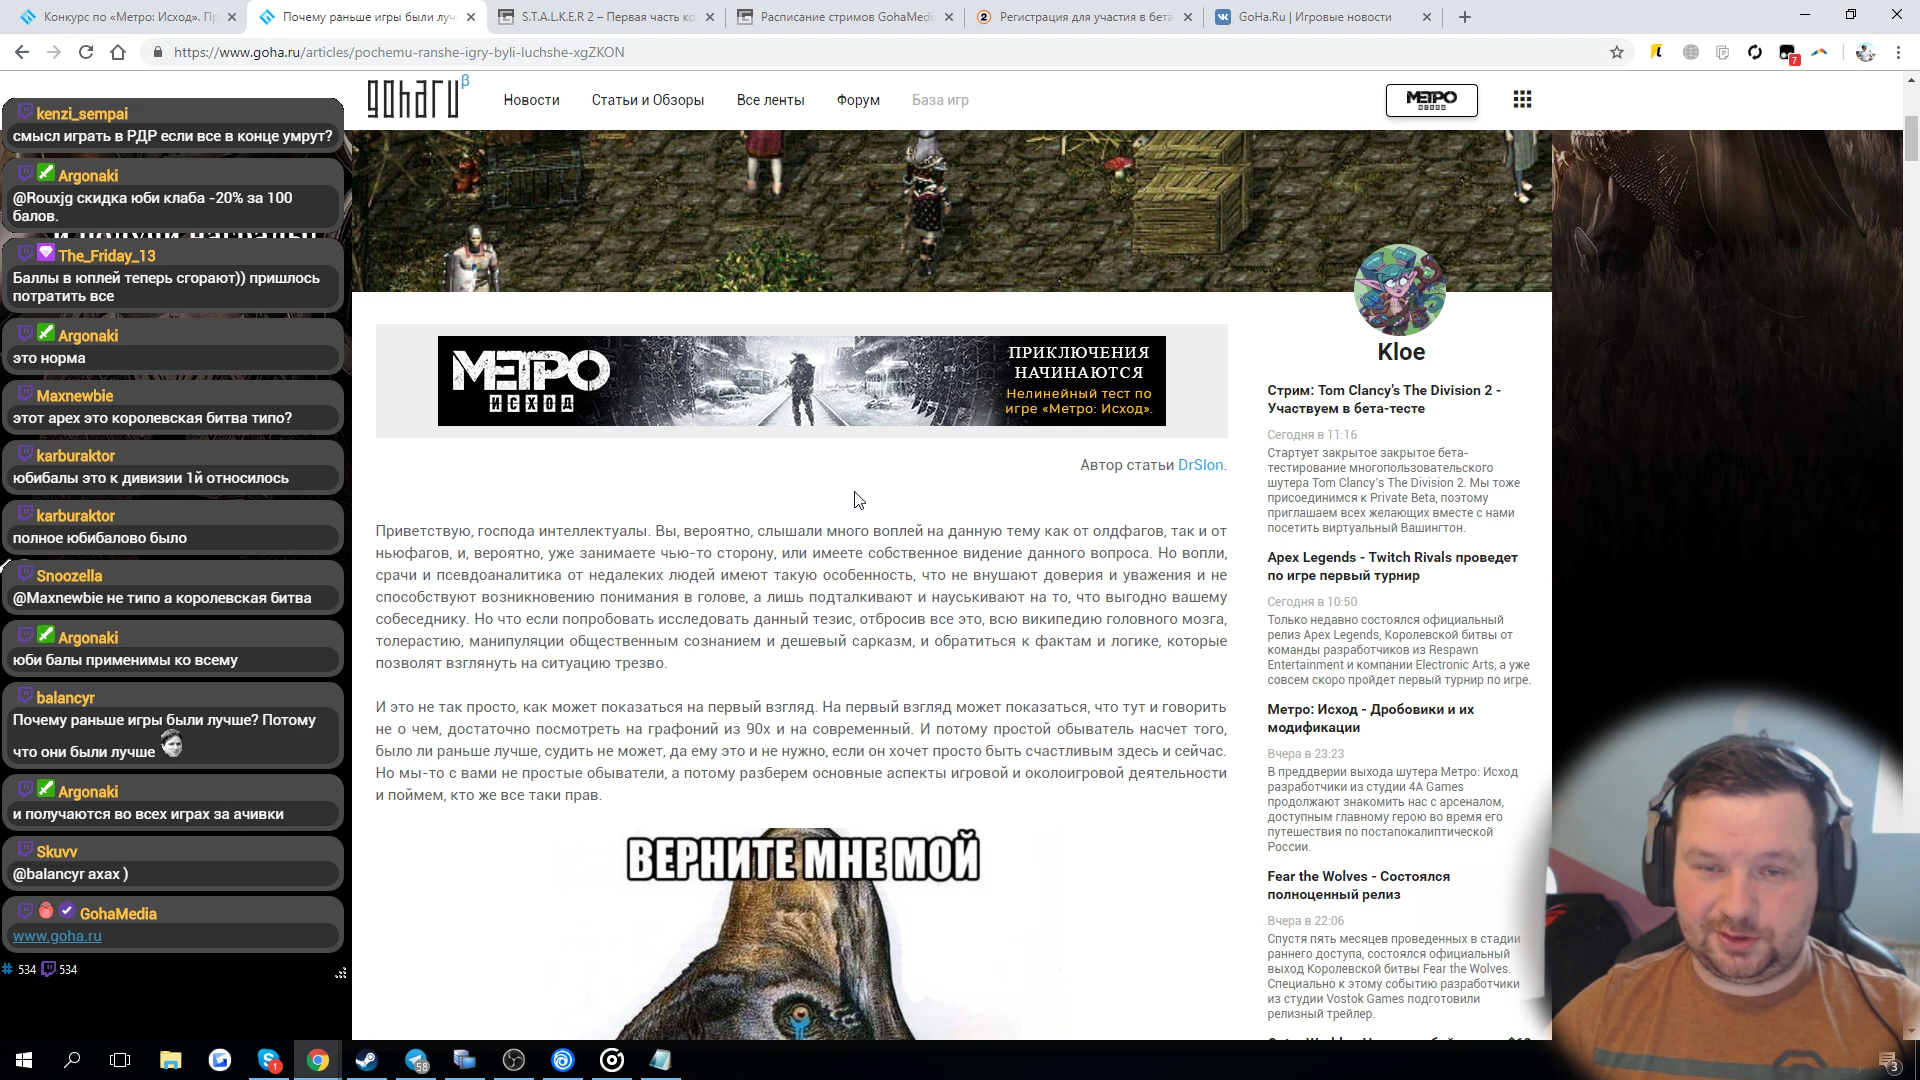 Конкурс по «Метро: Исход». Пр
Почему раньше игры были луч
S.T.A.L.K.E.R 2 – Первая часть ко
Расписание стримов GohaMedi
Регистрация для участия в бета
GoHa.Ru | Игровые новости
https://www.goha.ru/articles/pochemu-ranshe-igry-byli-luchshe-xgZKON
7
goharu β
Новости
Статьи и Обзоры
Все ленты
Форум
База игр
МЕТРО
ИСХОД
kenzi_sempai
смысл играть в РДР если все в конце умрут?
Argonaki
@Rouxjg скидка юби клаба -20% за 100
балов.
The_Friday_13
Баллы в юплей теперь сгорают)) пришлось
потратить все
Argonaki
это норма
Maxnewbie
этот арех это королевская битва типо?
karburaktor
юбибалы это к дивизии 1й относилось
karburaktor
полное юбибалово было
Snoozella
@Maxnewbie не типо а королевская битва
Argonaki
юби балы применимы ко всему
balancyr
Почему раньше игры были лучше? Потому
что они были лучше
Argonaki
и получаются во всех играх за ачивки
Skuvv
@balancyr ахах )
GohaMedia
www.goha.ru
534 534
МЕТРО
ИСХОД
ПРИКЛЮЧЕНИЯ
НАЧИНАЮТСЯ
Нелинейный тест по
игре «Метро: Исход».
Автор статьи DrSlon.
Приветствую, господа интеллектуалы. Вы, вероятно, слышали много воплей на данную тему как от олдфагов, так и от
ньюфагов, и, вероятно, уже занимаете чью-то сторону, или имеете собственное видение данного вопроса. Но вопли,
срачи и псевдоаналитика от недалеких людей имеют такую особенность, что не внушают доверия и уважения и не
способствуют возникновению понимания в голове, а лишь подталкивают и науськивают на то, что выгодно вашему
собеседнику. Но что если попробовать исследовать данный тезис, отбросив все это, всю википедию головного мозга,
толерастию, манипуляции общественным сознанием и дешевый сарказм, и обратиться к фактам и логике, которые
позволят взглянуть на ситуацию трезво.
И это не так просто, как может показаться на первый взгляд. На первый взгляд может показаться, что тут и говорить
не о чем, достаточно посмотреть на графоний из 90х и на современный. И потому простой обыватель насчет того,
было ли раньше лучше, судить не может, да ему это и не нужно, если он хочет просто быть счастливым здесь и сейчас.
Но мы-то с вами не простые обыватели, а потому разберем основные аспекты игровой и околоигровой деятельности
и поймем, кто же все таки прав.
ВЕРНИТЕ МНЕ МОЙ
Kloe
Стрим: Tom Clancy's The Division 2 -
Участвуем в бета-тесте
Сегодня в 11:16
Стартует закрытое закрытое бета-
тестирование многопользовательского
шутера Tom Clancy's The Division 2. Мы тоже
присоединимся к Private Beta, поэтому
приглашаем всех желающих вместе с нами
посетить виртуальный Вашингтон.
Apex Legends - Twitch Rivals проведет
по игре первый турнир
Сегодня в 10:50
Только недавно состоялся официальный
релиз Apex Legends, Королевской битвы от
команды разработчиков из Respawn
Entertainment и компании Electronic Arts, а уже
совсем скоро пройдет первый турнир по игре.
Метро: Исход - Дробовики и их
модификации
Вчера в 23:23
В преддверии выхода шутера Метро: Исход
разработчики из студии 4A Games
продолжают знакомить нас с арсеналом,
доступным главному герою во время его
путешествия по постапокалиптической
России.
Fear the Wolves - Состоялся
полноценный релиз
Вчера в 22:06
Спустя пять месяцев проведенных в стадии
раннего доступа, состоялся официальный
выход Королевской битвы Fear the Wolves.
Специально к этому событию разработчики
из студии Vostok Games подготовили
релизный трейлер.
1
58
3